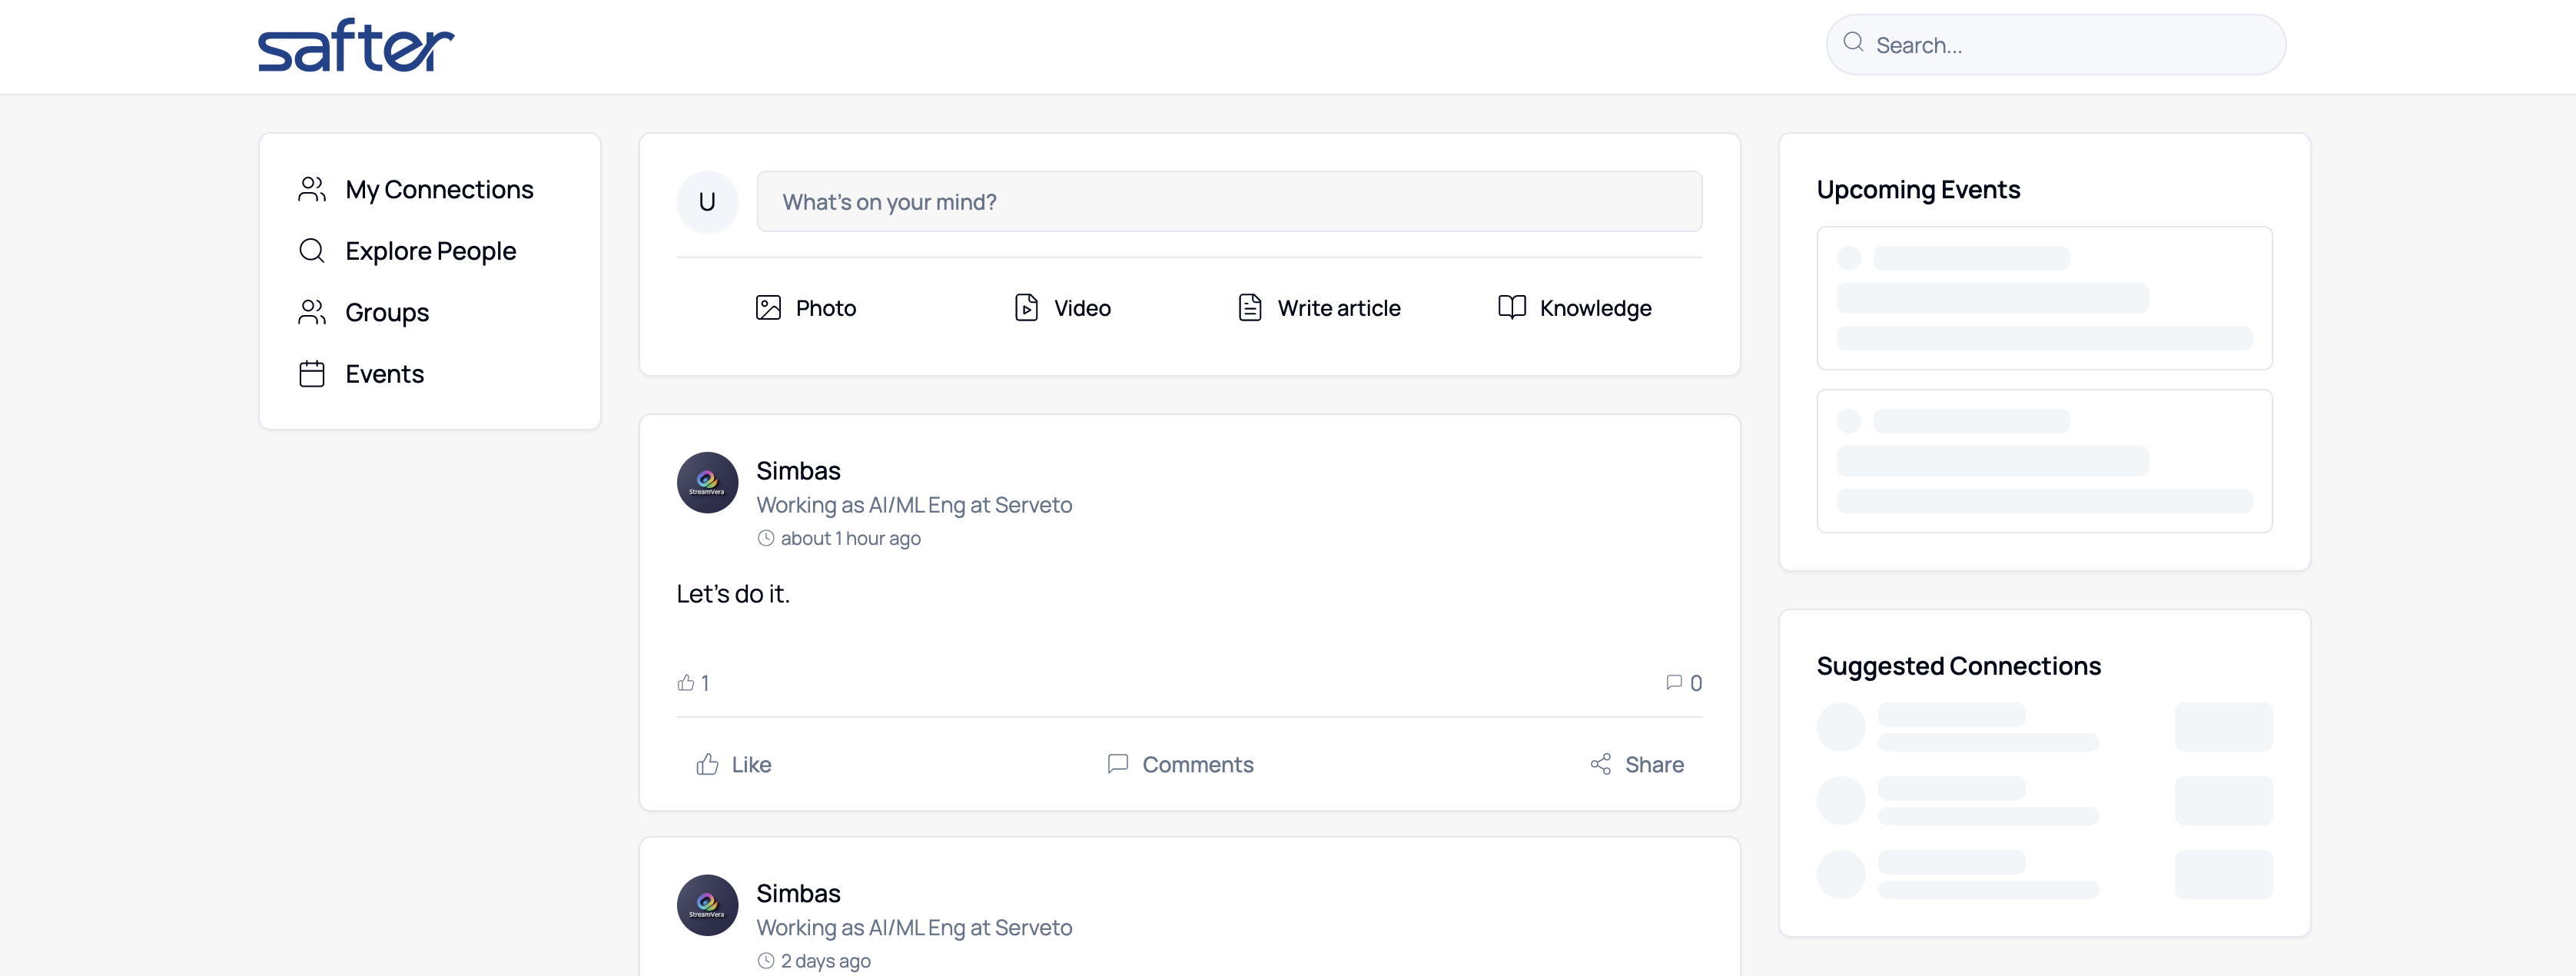 safter
Search...
My Connections
Explore People
Groups
Events
U
What's on your mind?
Photo
Video
Write article
Knowledge
StreamVera
Simbas
Working as AI/ML Eng at Serveto
about 1 hour ago
Let's do it.
1
0
Like
Comments
Share
StreamVera
Simbas
Working as AI/ML Eng at Serveto
2 days ago
Upcoming Events
Suggested Connections